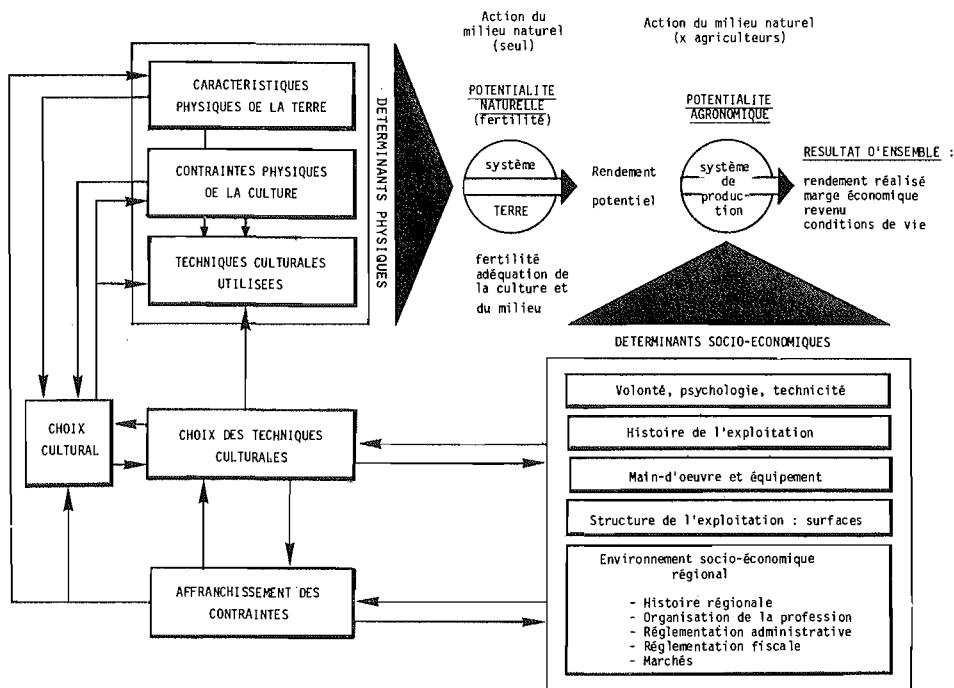 Action du
milieu naturel
(seul)
Action du milieu naturel
(x agriculteurs)
CARACTERISTIQUES
PHYSIQUES DE LA TERRE
CONTRAINTES PHYSIQUES
DE LA CULTURE
TECHNIQUES CULTURALES
UTILISEES
DETERMINANTS PHYSIQUES
POTENTIALITE
NATURELLE
(fertilité)
système
TERRE
fertilité
adéquation de
la culture et
du milieu
Rendement
potentiel
POTENTIALITE
AGRONOMIQUE
système
de
produc-
tion
RESULTAT D'ENSEMBLE :
rendement réalisé
marge économique
revenu
conditions de vie
DETERMINANTS SOCIO-ECONOMIQUES
Volonté, psychologie, technicité
Histoire de l'exploitation
Main-d'oeuvre et équipement
Structure de l'exploitation : surfaces
Environnement socio-économique
régional
- Histoire régionale
- Organisation de la profession
- Réglementation administrative
- Réglementation fiscale
- Marchés
CHOIX
CULTURAL
CHOIX DES TECHNIQUES
CULTURALES
AFFRANCHISSEMENT DES
CONTRAINTES